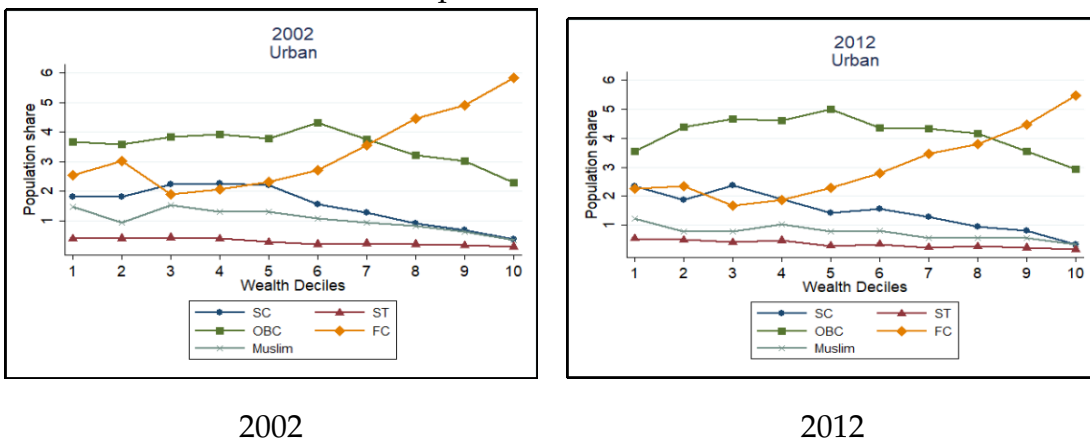 2002
Urban
Population share
6
5
4
3
2
1
1 2 3 4 5 6 7 8 9 10
Wealth Deciles
SC ST
OBC FC
Muslim
2012
Urban
Population share
6
5
4
3
2
1
1 2 3 4 5 6 7 8 9 10
Wealth Deciles
SC ST
OBC FC
Muslim
2002 2012